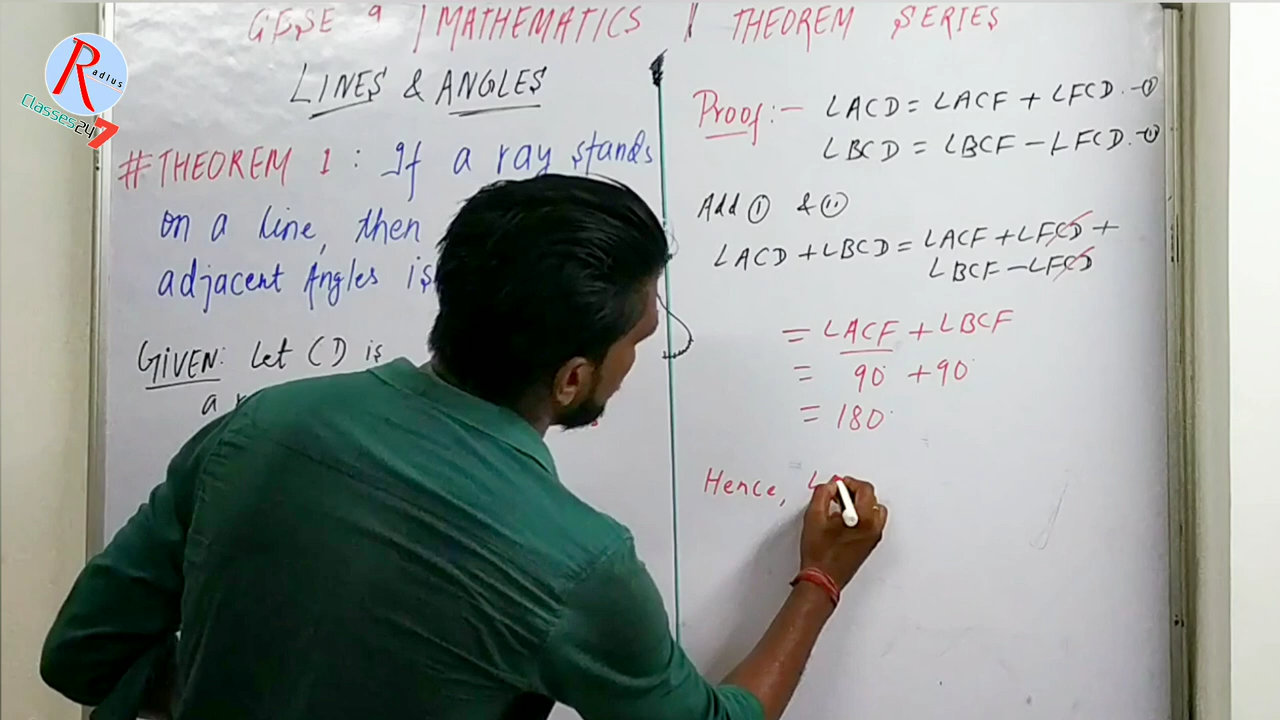 Radius
Classes24
7
CBSE 9 | MATHEMATICS | THEOREM SERIES
LINES & ANGLES
#THEOREM 1 : If a ray stands
on a line, then
adjacent Angles is
GIVEN: Let CD is
a
Proof:- ∠ACD = ∠ACF + ∠FCD.-①
∠BCD = ∠BCF - ∠FCD.-
Add ① & ⑪
∠ACD + ∠BCD = ∠ACF + ∠FCD +
∠BCF - ∠FCD
= ∠ACF + ∠BCF
= 90° + 90°
= 180°
Hence, ∠